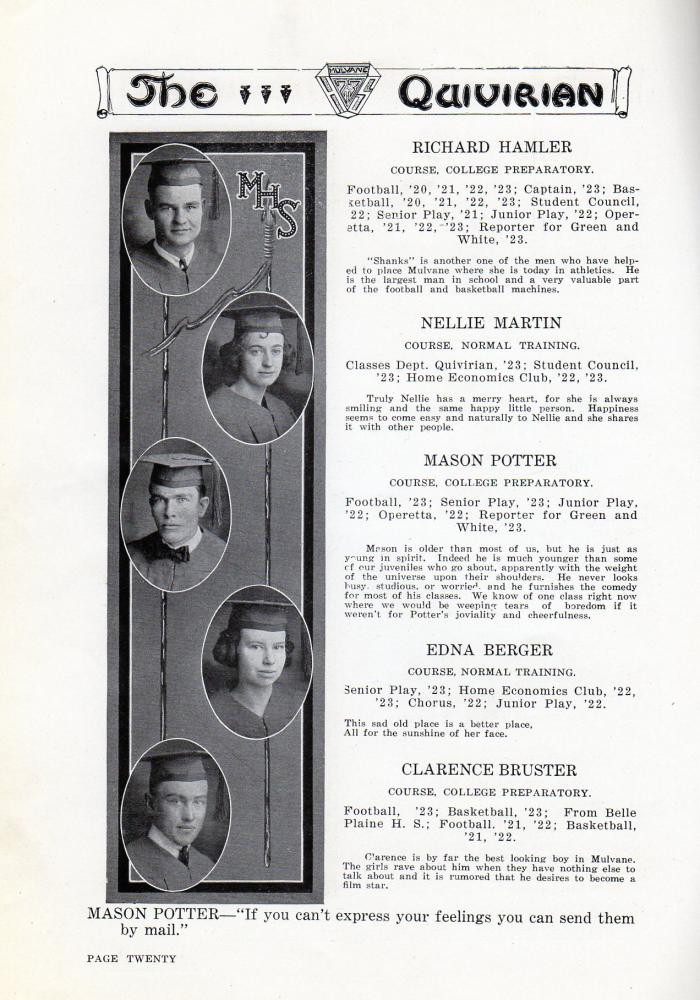 The QUIVIRIAN
MULVANE
MHS
RICHARD HAMLER
COURSE, COLLEGE PREPARATORY.
Football, '20, '21, '22, '23; Captain, '23; Bas-
ketball, '20, '21, '22, '23; Student Council,
22; Senior Play, '21; Junior Play, '22; Oper-
etta, '21, '22, '23; Reporter for Green and
White, '23.
"Shanks" is another one of the men who have help-
ed to place Mulvane where she is today in athletics. He
is the largest man in school and a very valuable part
of the football and basketball machines.
NELLIE MARTIN
COURSE, NORMAL TRAINING.
Classes Dept. Quivirian, '23; Student Council,
'23; Home Economics Club, '22, '23.
Truly Nellie has a merry heart, for she is always
smiling and the same happy little person. Happiness
seems to come easy and naturally to Nellie and she shares
it with other people.
MASON POTTER
COURSE, COLLEGE PREPARATORY.
Football, '23; Senior Play, '23; Junior Play,
'22; Operetta, '22; Reporter for Green and
White, '23.
Mason is older than most of us, but he is just as
young in spirit. Indeed he is much younger than some
of our juveniles who go about, apparently with the weight
of the universe upon their shoulders. He never looks
busy, studious, or worried, and he furnishes the comedy
for most of his classes. We know of one class right now
where we would be weeping tears of boredom if it
weren't for Potter's joviality and cheerfulness.
EDNA BERGER
COURSE, NORMAL TRAINING.
Senior Play, '23; Home Economics Club, '22,
'23; Chorus, '22; Junior Play, '22.
This sad old place is a better place,
All for the sunshine of her face.
CLARENCE BRUSTER
COURSE, COLLEGE PREPARATORY.
Football, '23; Basketball, '23; From Belle
Plaine H. S.; Football. '21, '22; Basketball,
'21, '22.
Clarence is by far the best looking boy in Mulvane.
The girls rave about him when they have nothing else to
talk about and it is rumored that he desires to become a
film star.
MASON POTTER—"If you can't express your feelings you can send them
by mail."
PAGE TWENTY